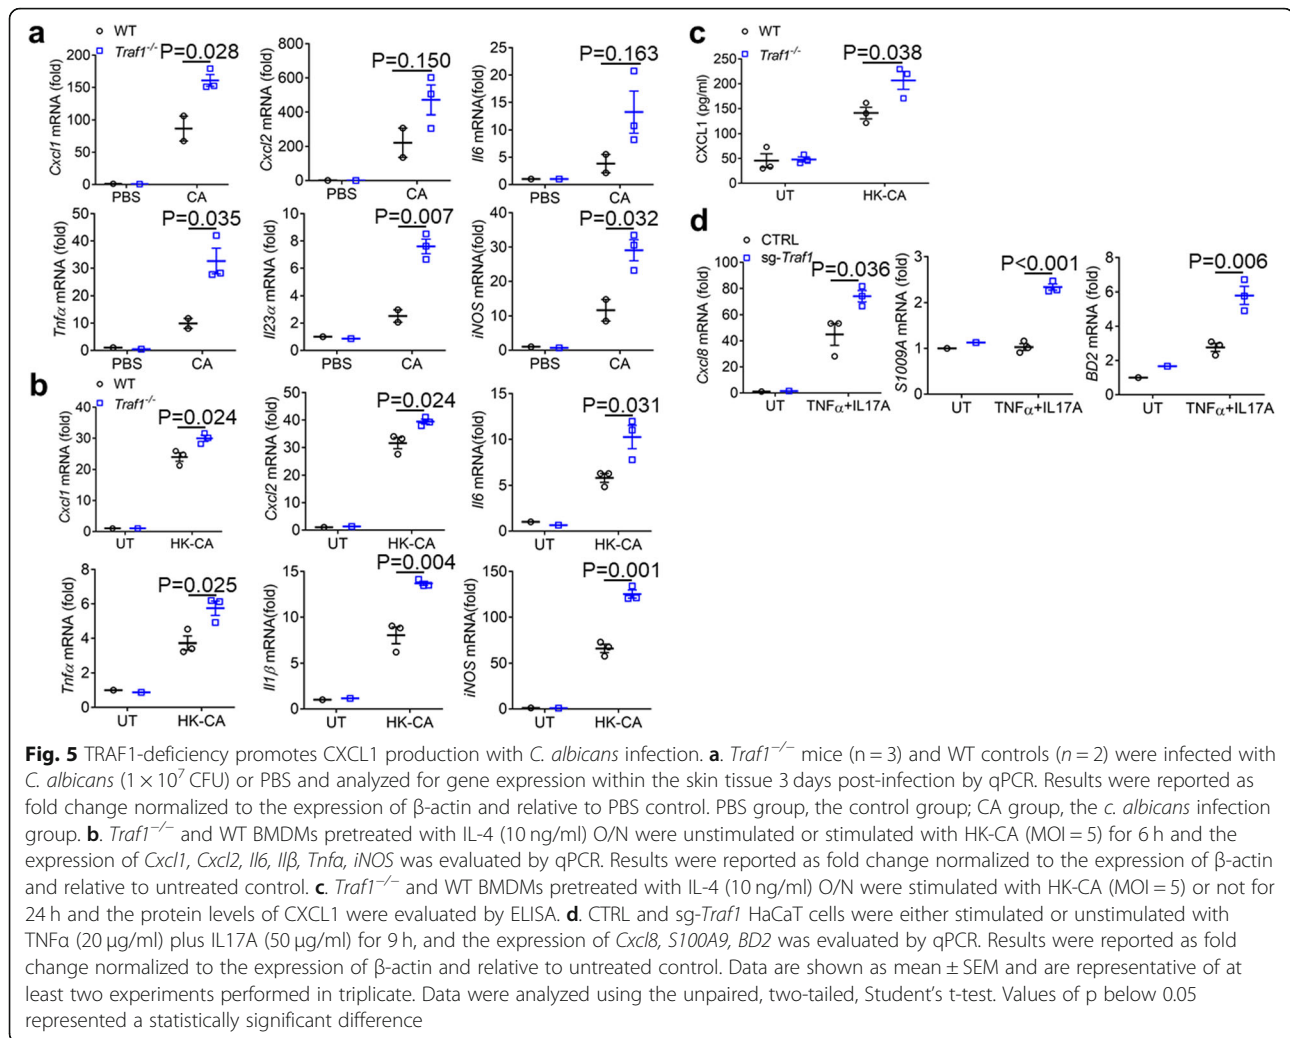 a
WT
Traf1-/-
P=0.028
Cxcl1 mRNA (fold)
200
150
100
50
0
PBS
CA
P=0.150
Cxcl2 mRNA (fold)
800
600
400
200
0
PBS
CA
P=0.163
Il6 mRNA(fold)
25
20
15
10
5
0
PBS
CA
P=0.035
Tnfα mRNA (fold)
50
40
30
20
10
0
PBS
CA
P=0.007
Il23α mRNA (fold)
10
8
6
4
2
0
PBS
CA
P=0.032
iNOS mRNA (fold)
40
30
20
10
0
PBS
CA
b
WT
Traf1-/-
P=0.024
Cxcl1 mRNA (fold)
40
30
20
10
0
UT
HK-CA
P=0.024
Cxcl2 mRNA (fold)
50
40
30
20
10
0
UT
HK-CA
P=0.031
Il6 mRNA(fold)
15
10
5
0
UT
HK-CA
P=0.025
Tnfα mRNA (fold)
8
6
4
2
0
UT
HK-CA
P=0.004
Il1β mRNA(fold)
15
10
5
0
UT
HK-CA
P=0.001
iNOS mRNA(fold)
150
100
50
0
UT
HK-CA
c
WT
Traf1-/-
P=0.038
CXCL1 (pg/ml)
250
200
150
100
50
0
UT
HK-CA
d
CTRL
sg-Traf1
P=0.036
Cxcl8 mRNA (fold)
100
80
60
40
20
0
UT
TNFα+IL17A
P<0.001
S1009A mRNA (fold)
3
2
1
0
UT
TNFα+IL17A
P=0.006
BD2 mRNA (fold)
8
6
4
2
0
UT
TNFα+IL17A
Fig. 5 TRAF1-deficiency promotes CXCL1 production with C. albicans infection. a. Traf1−/− mice (n = 3) and WT controls (n = 2) were infected with
C. albicans (1 × 10⁷ CFU) or PBS and analyzed for gene expression within the skin tissue 3 days post-infection by qPCR. Results were reported as
fold change normalized to the expression of β-actin and relative to PBS control. PBS group, the control group; CA group, the c. albicans infection
group. b. Traf1−/− and WT BMDMs pretreated with IL-4 (10 ng/ml) O/N were unstimulated or stimulated with HK-CA (MOI = 5) for 6 h and the
expression of Cxcl1, Cxcl2, Il6, Ilβ, Tnfα, iNOS was evaluated by qPCR. Results were reported as fold change normalized to the expression of β-actin
and relative to untreated control. c. Traf1−/− and WT BMDMs pretreated with IL-4 (10 ng/ml) O/N were stimulated with HK-CA (MOI = 5) or not for
24 h and the protein levels of CXCL1 were evaluated by ELISA. d. CTRL and sg-Traf1 HaCaT cells were either stimulated or unstimulated with
TNFα (20 μg/ml) plus IL17A (50 μg/ml) for 9 h, and the expression of Cxcl8, S100A9, BD2 was evaluated by qPCR. Results were reported as fold
change normalized to the expression of β-actin and relative to untreated control. Data are shown as mean ± SEM and are representative of at
least two experiments performed in triplicate. Data were analyzed using the unpaired, two-tailed, Student's t-test. Values of p below 0.05
represented a statistically significant difference